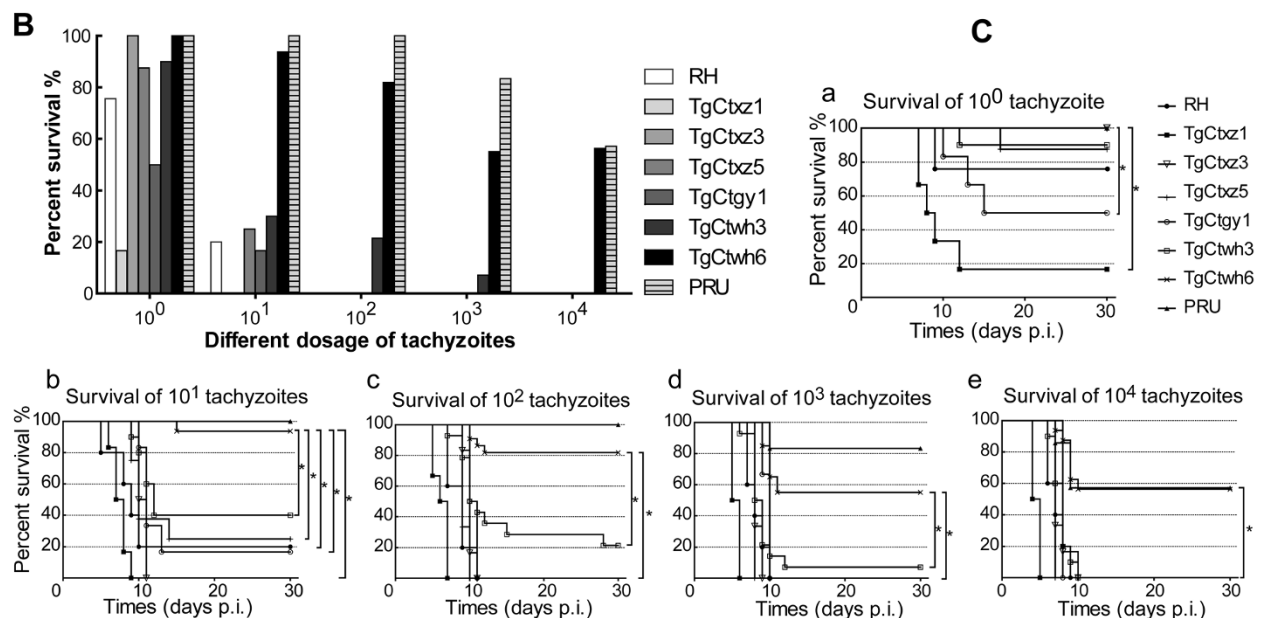 B
Percent survival %
100
80
60
40
20
0
10^0 10^1 10^2 10^3 10^4
Different dosage of tachyzoites
RH
TgCtxz1
TgCtxz3
TgCtxz5
TgCtgy1
TgCtwh3
TgCtwh6
PRU
C
a
Survival of 10^0 tachyzoite
Percent survival %
100
80
60
40
20
0 10 20 30
Times (days p.i.)
*
*
RH
TgCtxz1
TgCtxz3
TgCtxz5
TgCtgy1
TgCtwh3
TgCtwh6
PRU
b
Survival of 10^1 tachyzoites
Percent survival %
100
80
60
40
20
0 10 20 30
Times (days p.i.)
*
*
*
*
*
c
Survival of 10^2 tachyzoites
100
80
60
40
20
0 10 20 30
Times (days p.i.)
*
*
d
Survival of 10^3 tachyzoites
100
80
60
40
20
0 10 20 30
Times (days p.i.)
*
*
e
Survival of 10^4 tachyzoites
100
80
60
40
20
0 10 20 30
Times (days p.i.)
*